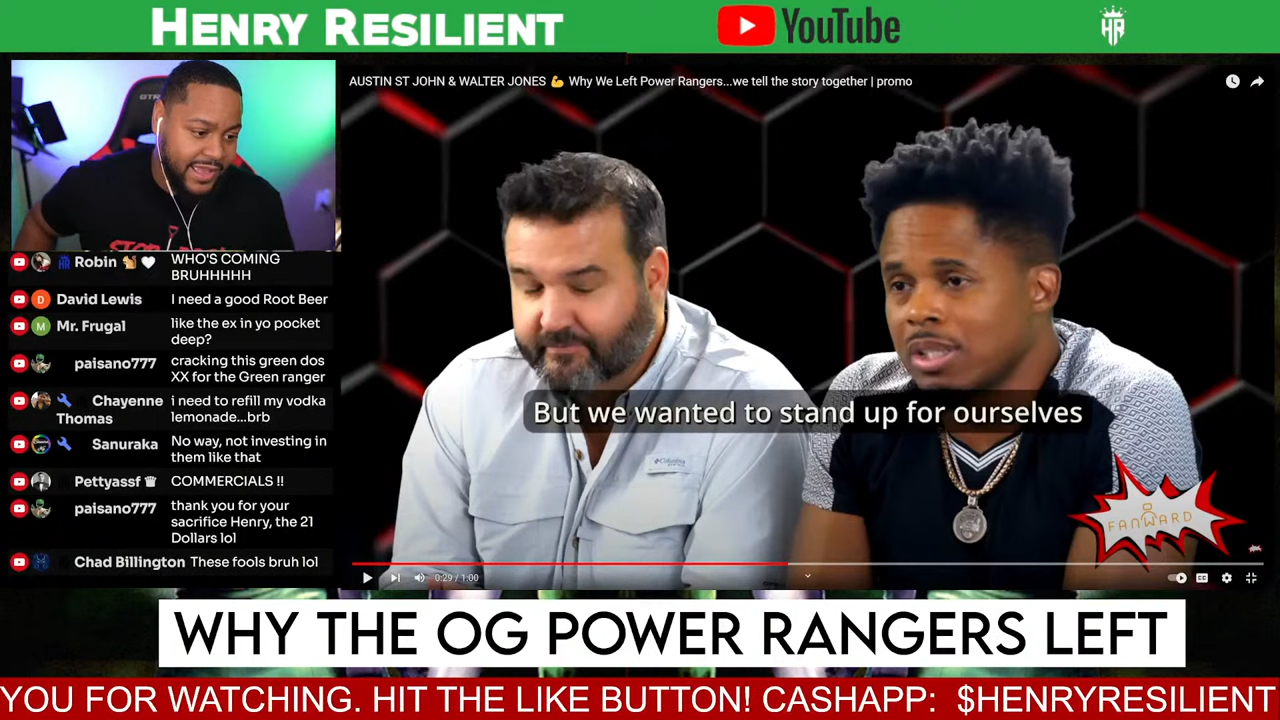 HENRY RESILIENT
YouTube
HR
AUSTIN ST JOHN & WALTER JONES 💪 Why We Left Power Rangers...we tell the story together | promo
Robin 🐿️ 🤍 WHO'S COMING
BRUHHHHH
David Lewis I need a good Root Beer
Mr. Frugal like the ex in yo pocket
deep?
paisano777 cracking this green dos
XX for the Green ranger
Chayenne Thomas i need to refill my vodka
lemonade...brb
Sanuraka No way, not investing in
them like that
Pettyassf ♛ COMMERCIALS !!
paisano777 thank you for your
sacrifice Henry, the 21
Dollars lol
Chad Billington These fools bruh lol
But we wanted to stand up for ourselves
Columbia
FANWARD
0:29 / 1:00
WHY THE OG POWER RANGERS LEFT
YOU FOR WATCHING. HIT THE LIKE BUTTON! CASHAPP: $HENRYRESILIENT